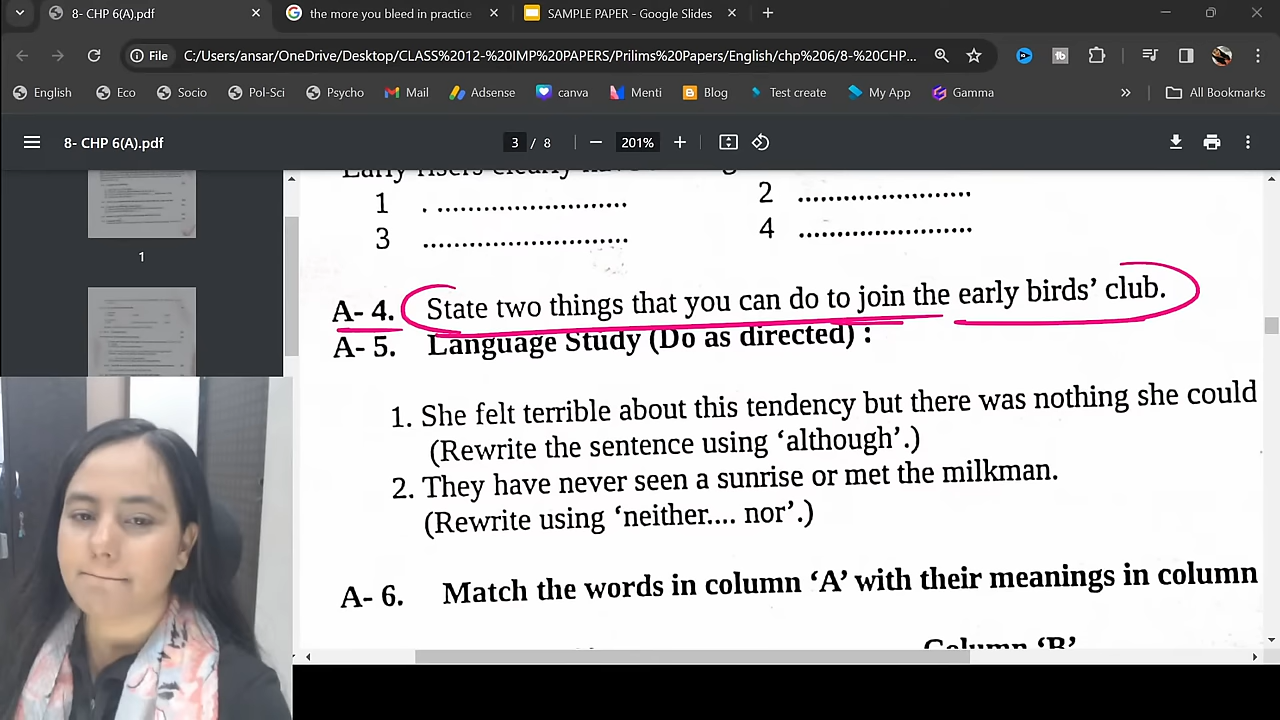 8- CHP 6(A).pdf
the more you bleed in practice
SAMPLE PAPER - Google Slides
File
C:/Users/ansar/OneDrive/Desktop/CLASS%2012-%20IMP%20PAPERS/Prilims%20Papers/English/chp%206/8-%20CHP...
English
Eco
Socio
Pol-Sci
Psycho
Mail
Adsense
canva
Menti
Blog
Test create
My App
Gamma
All Bookmarks
8- CHP 6(A).pdf
3 / 8
201%
1
Early risers clearly
1 . ............................ 2 .........................
3 .............................. 4 .........................
A- 4. State two things that you can do to join the early birds’ club.
A- 5. Language Study (Do as directed) :
1. She felt terrible about this tendency but there was nothing she could
(Rewrite the sentence using ‘although’.)
2. They have never seen a sunrise or met the milkman.
(Rewrite using ‘neither.... nor’.)
A- 6. Match the words in column ‘A’ with their meanings in column
Column ‘B’